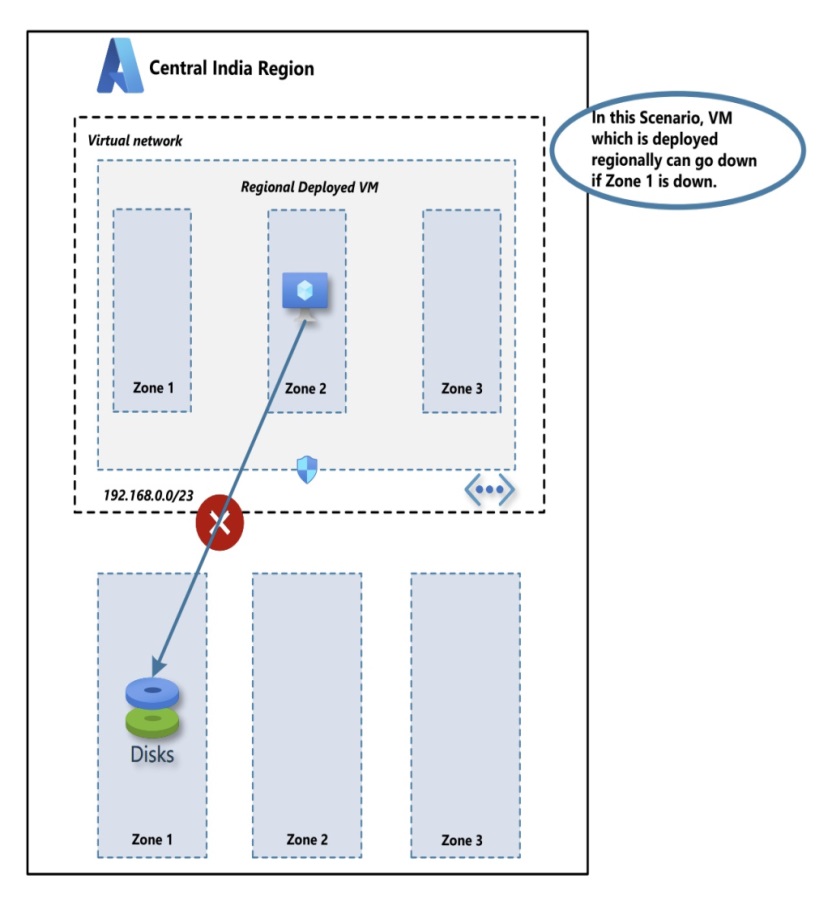 Central India Region
In this Scenario, VM
which is deployed
regionally can go down
if Zone 1 is down.
Virtual network
Regional Deployed VM
Zone 1
Zone 2
Zone 3
192.168.0.0/23
Disks
Zone 1
Zone 2
Zone 3